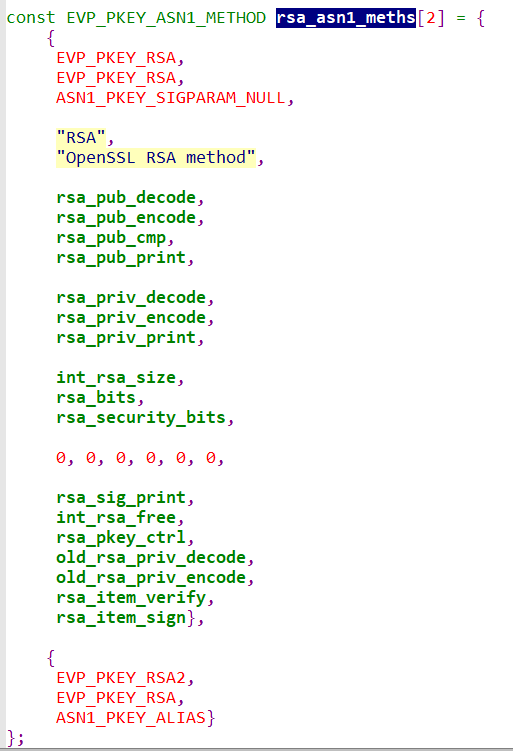 const EVP_PKEY_ASN1_METHOD rsa_asn1_meths[2] = {
    {
     EVP_PKEY_RSA,
     EVP_PKEY_RSA,
     ASN1_PKEY_SIGPARAM_NULL,

     "RSA",
     "OpenSSL RSA method",

     rsa_pub_decode,
     rsa_pub_encode,
     rsa_pub_cmp,
     rsa_pub_print,

     rsa_priv_decode,
     rsa_priv_encode,
     rsa_priv_print,

     int_rsa_size,
     rsa_bits,
     rsa_security_bits,

     0, 0, 0, 0, 0, 0,

     rsa_sig_print,
     int_rsa_free,
     rsa_pkey_ctrl,
     old_rsa_priv_decode,
     old_rsa_priv_encode,
     rsa_item_verify,
     rsa_item_sign},

    {
     EVP_PKEY_RSA2,
     EVP_PKEY_RSA,
     ASN1_PKEY_ALIAS}
};